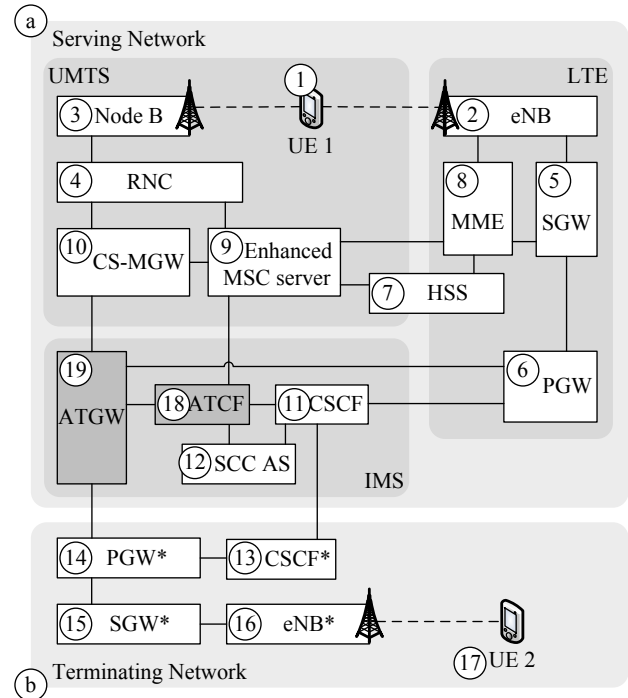 a
Serving Network
UMTS
LTE
1
3 Node B
2 eNB
UE 1
4 RNC
8
5
MME
SGW
10
CS-MGW
9 Enhanced
MSC server
7 HSS
19
6
PGW
ATGW
18 ATCF
11 CSCF
12 SCC AS
IMS
14 PGW*
13 CSCF*
15 SGW*
16 eNB*
17 UE 2
b
Terminating Network